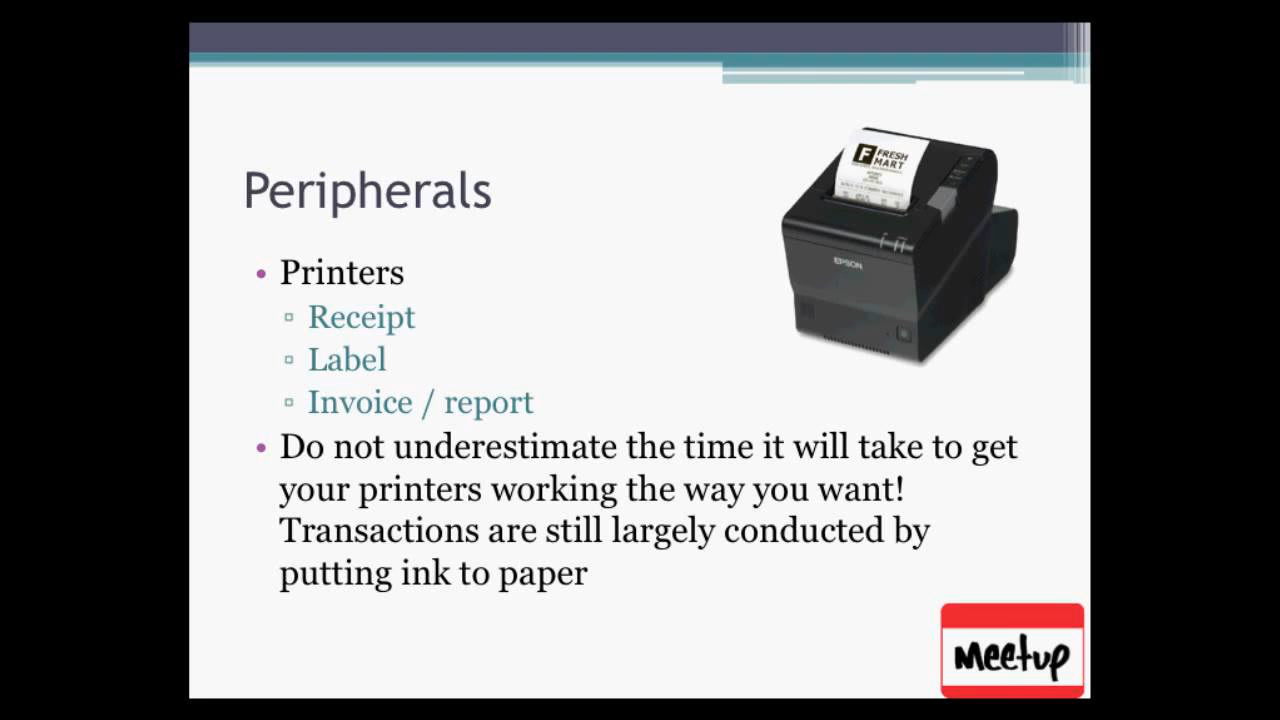 Peripherals
F FRESH
MART
EPSON
• Printers
▫ Receipt
▫ Label
▫ Invoice / report
• Do not underestimate the time it will take to get
your printers working the way you want!
Transactions are still largely conducted by
putting ink to paper
Meetup